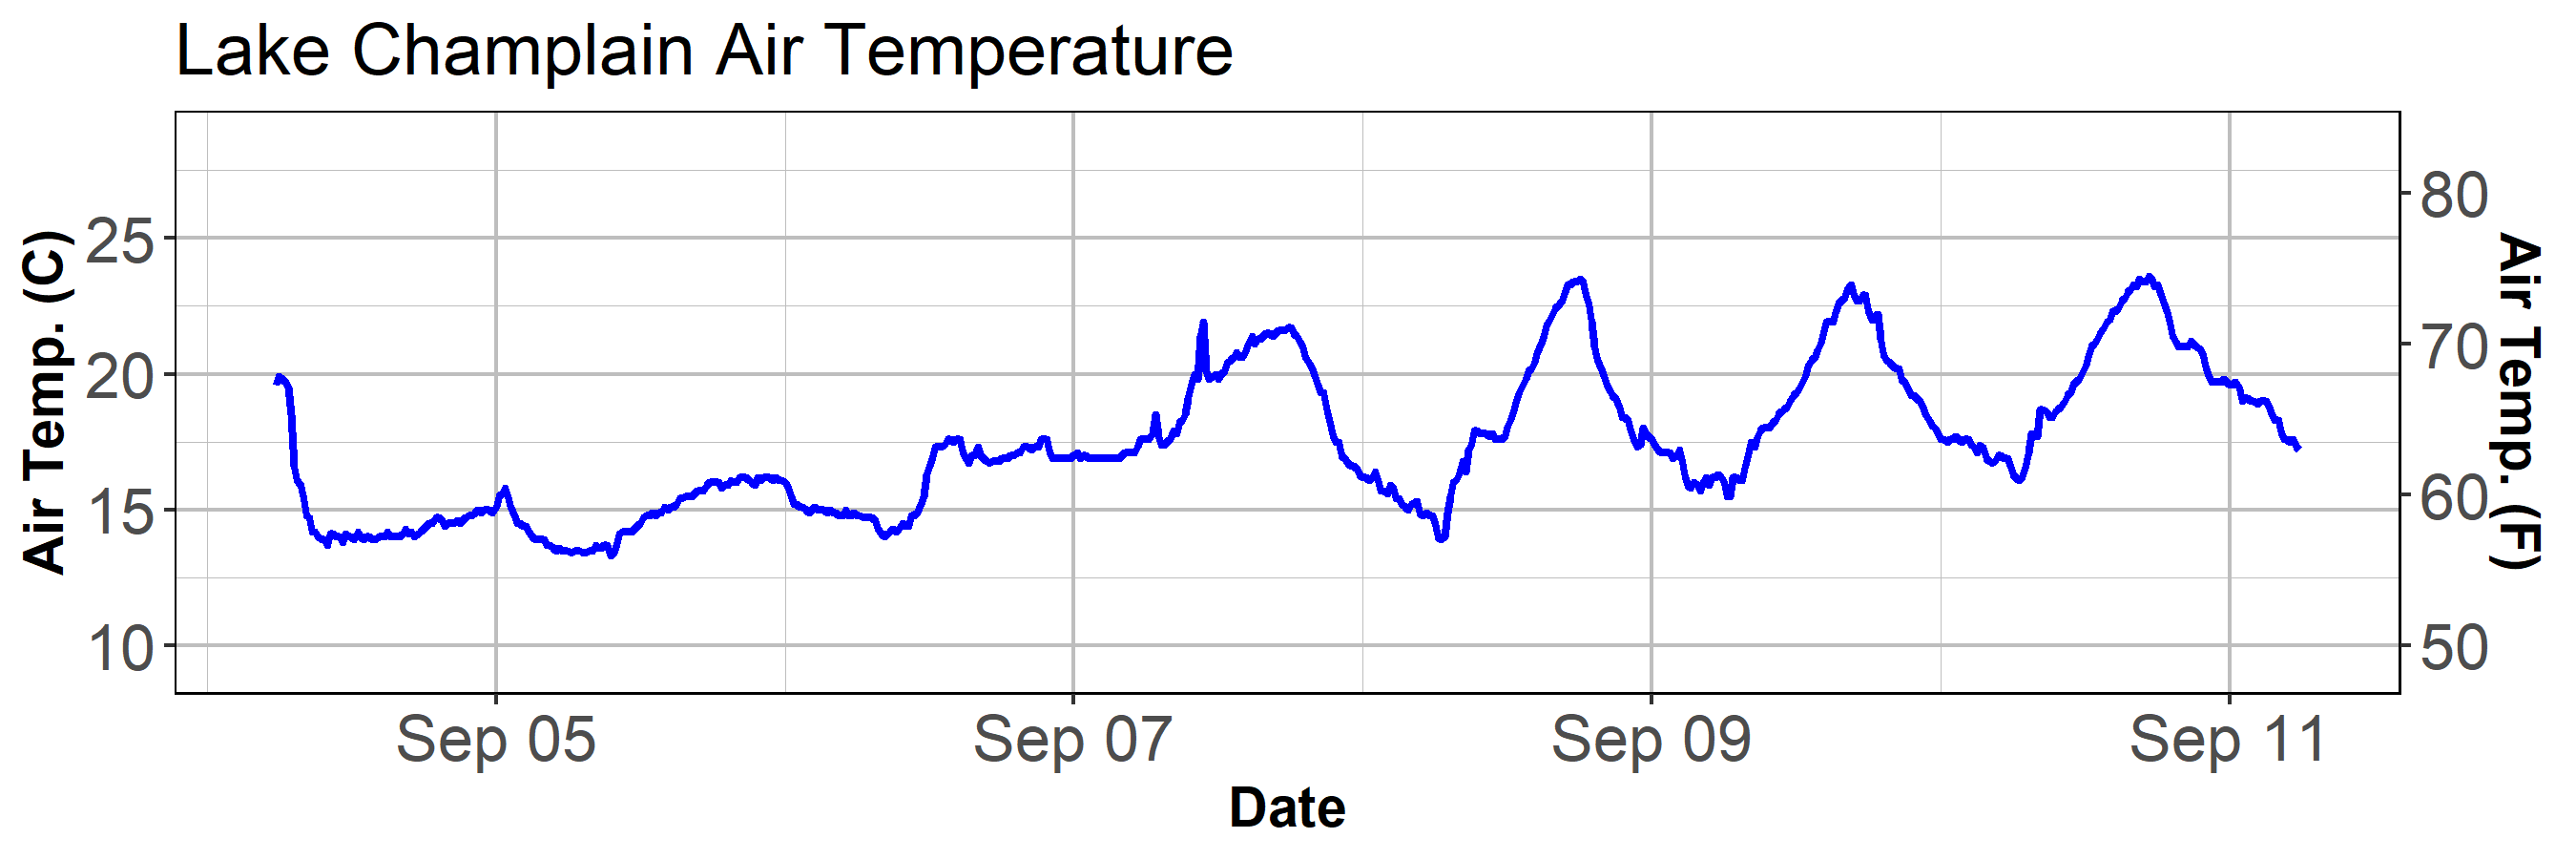 Lake Champlain Air Temperature
Air Temp. (C)
25
20
15
10
80
70
60
50
Air Temp. (F)
Sep 05
Sep 07
Sep 09
Sep 11
Date